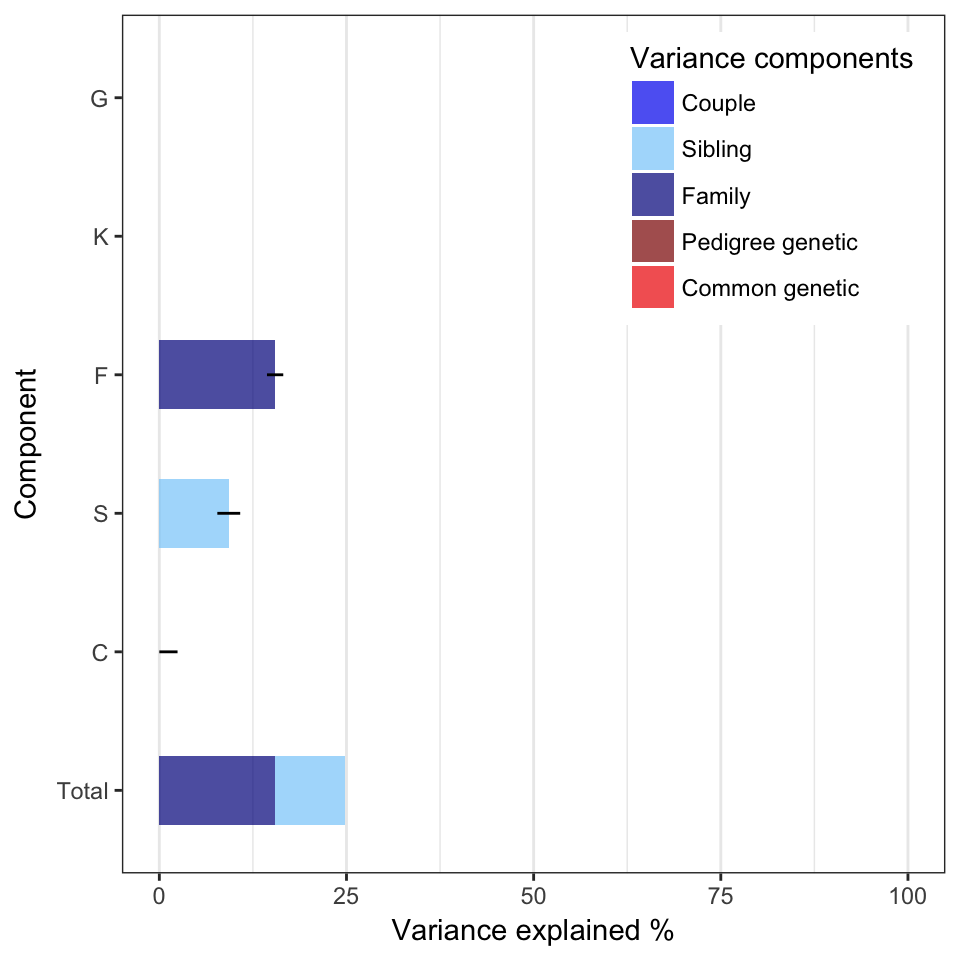 Variance components
Couple
Sibling
Family
Pedigree genetic
Common genetic
G
K
F
S
C
Total
Component
0 25 50 75 100
Variance explained %